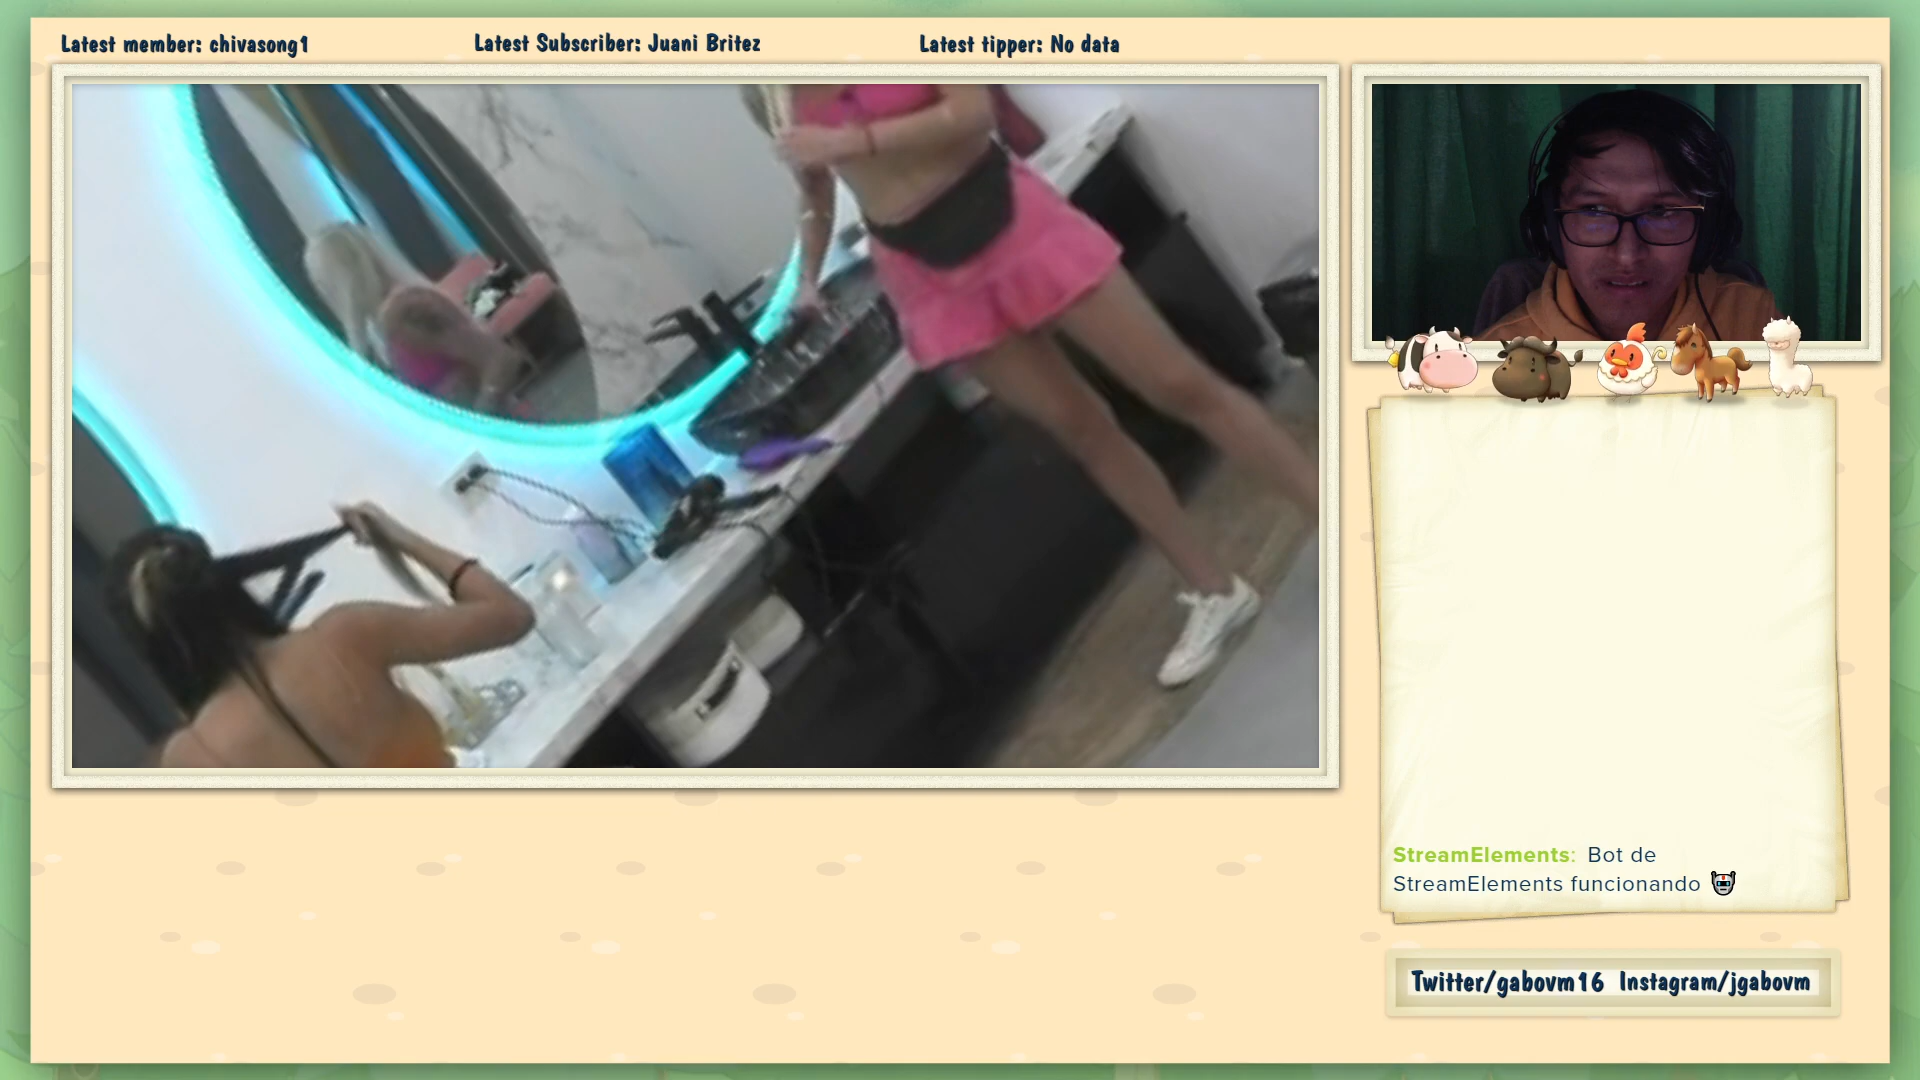 Latest member: chivasong1
Latest Subscriber: Juani Britez
Latest tipper: No data
StreamElements: Bot de
StreamElements funcionando
Twitter/gabovm16 Instagram/jgabovm